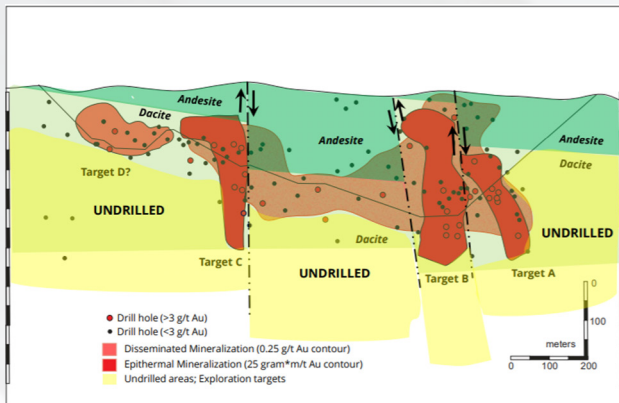 Andesite
Dacite
Andesite
Andesite
Dacite
Target D?
UNDRILLED
UNDRILLED
Dacite
Target C
UNDRILLED
Target B
Target A
Drill hole (>3 g/t Au)
Drill hole (<3 g/t Au)
Disseminated Mineralization (0.25 g/t Au contour)
Epithermal Mineralization (25 gram*m/t Au contour)
Undrilled areas; Exploration targets
0
100
meters
0 100 200